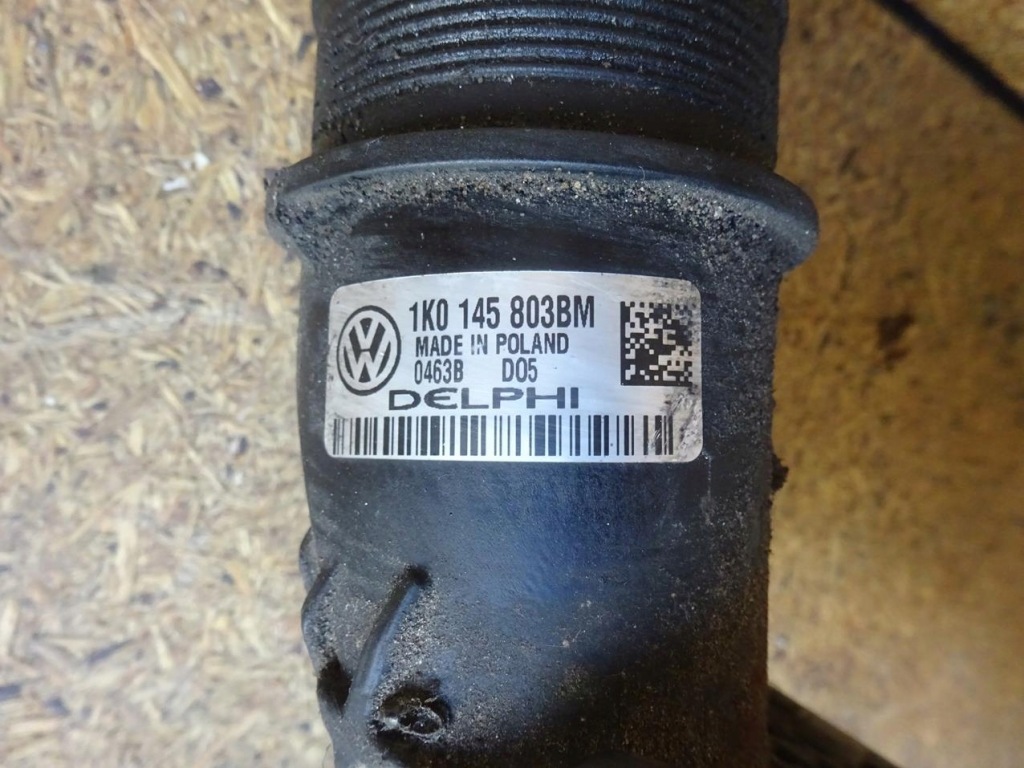 1K0 145 803BM
MADE IN POLAND
0463B D05
DELPHI